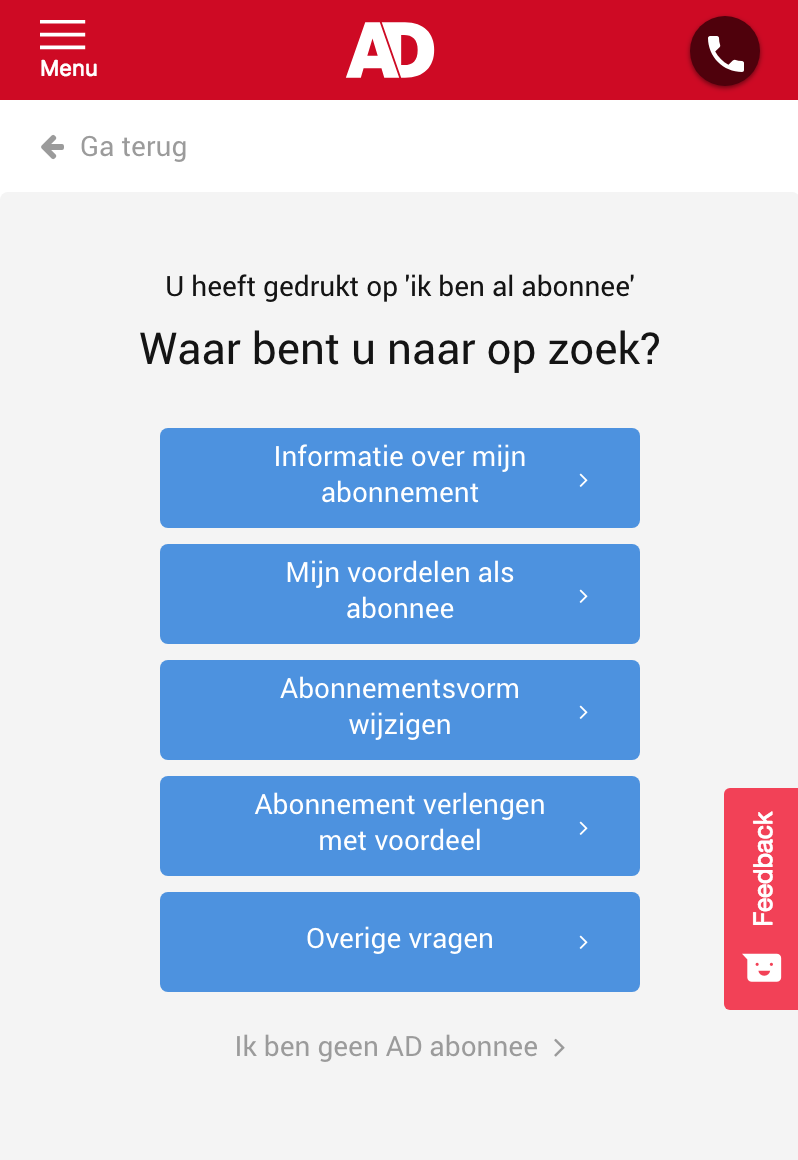 Menu
AD
Ga terug
U heeft gedrukt op 'ik ben al abonnee'
Waar bent u naar op zoek?
Informatie over mijn
abonnement
Mijn voordelen als
abonnee
Abonnementsvorm
wijzigen
Abonnement verlengen
met voordeel
Overige vragen
Feedback
Ik ben geen AD abonnee